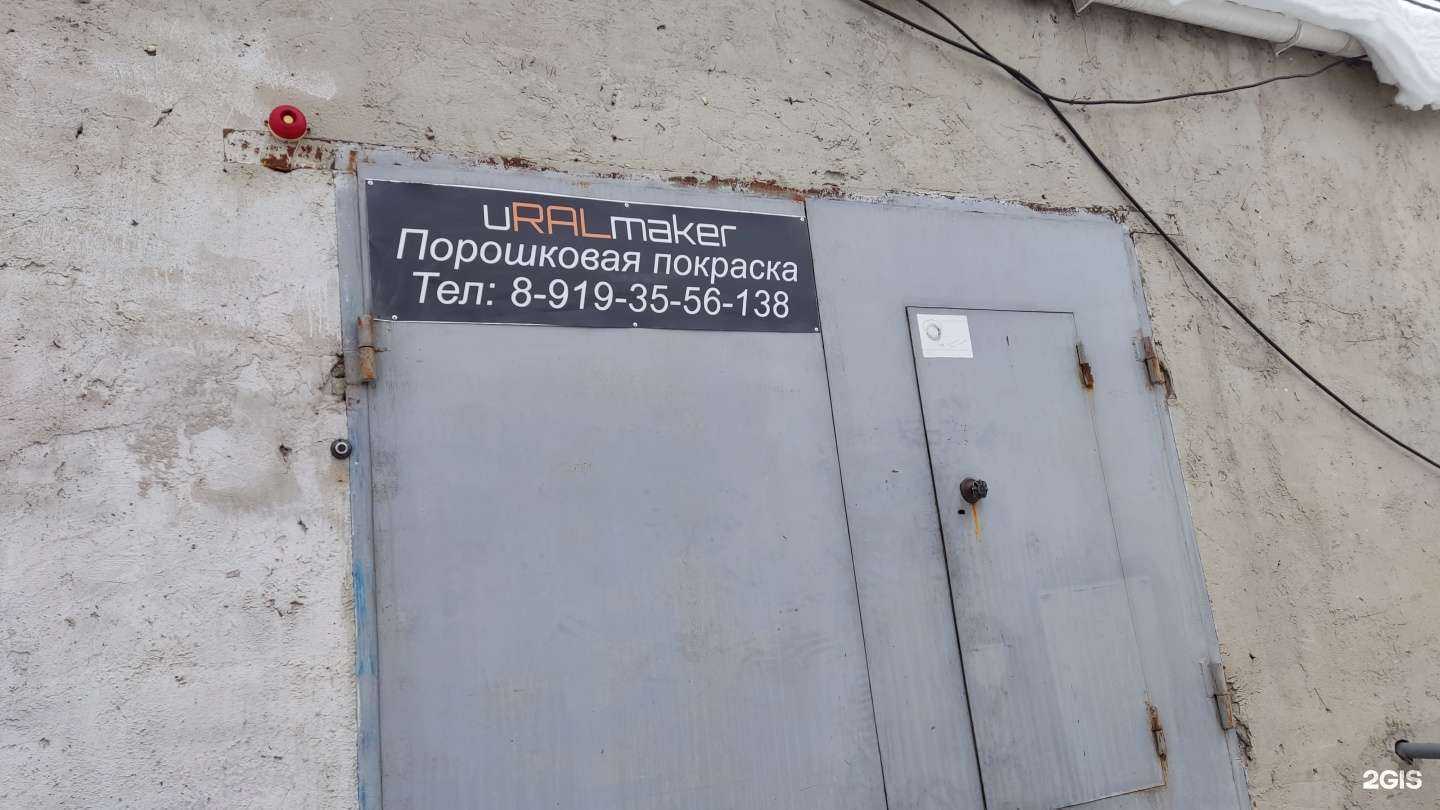 uRALmaker
Порошковая покраска
Тел: 8-919-35-56-138
2GIS